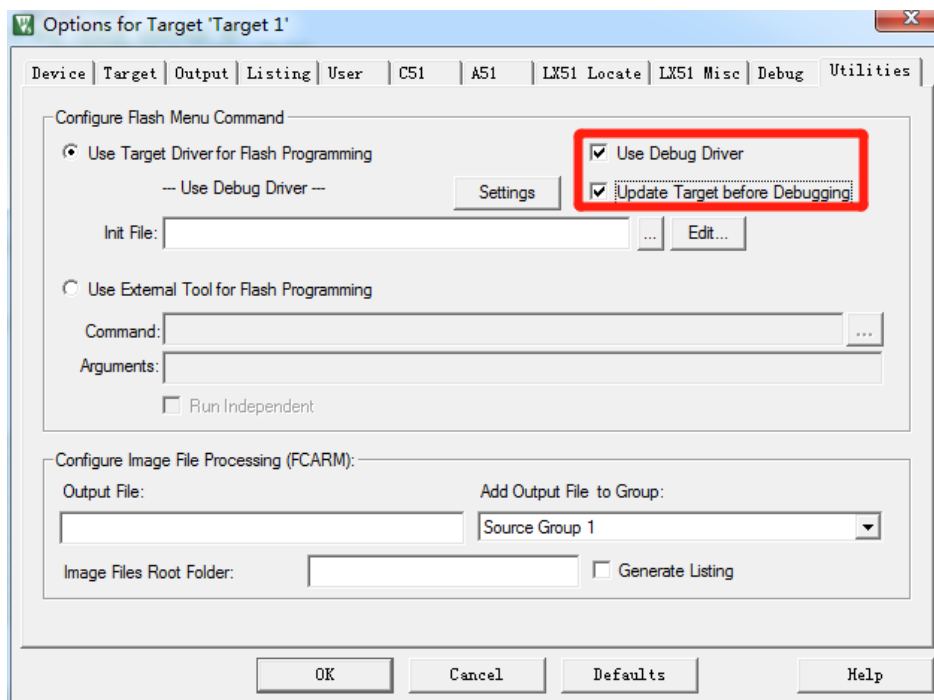 Options for Target 'Target 1'
Device Target Output Listing User C51 A51 LX51 Locate LX51 Misc Debug Utilities
Configure Flash Menu Command
Use Target Driver for Flash Programming Use Debug Driver
--- Use Debug Driver --- Settings Update Target before Debugging
Init File: ... Edit...
Use External Tool for Flash Programming
Command: ...
Arguments:
Run Independent
Configure Image File Processing (FCARM):
Output File: Add Output File to Group:
Source Group 1
Image Files Root Folder: Generate Listing
OK Cancel Defaults Help